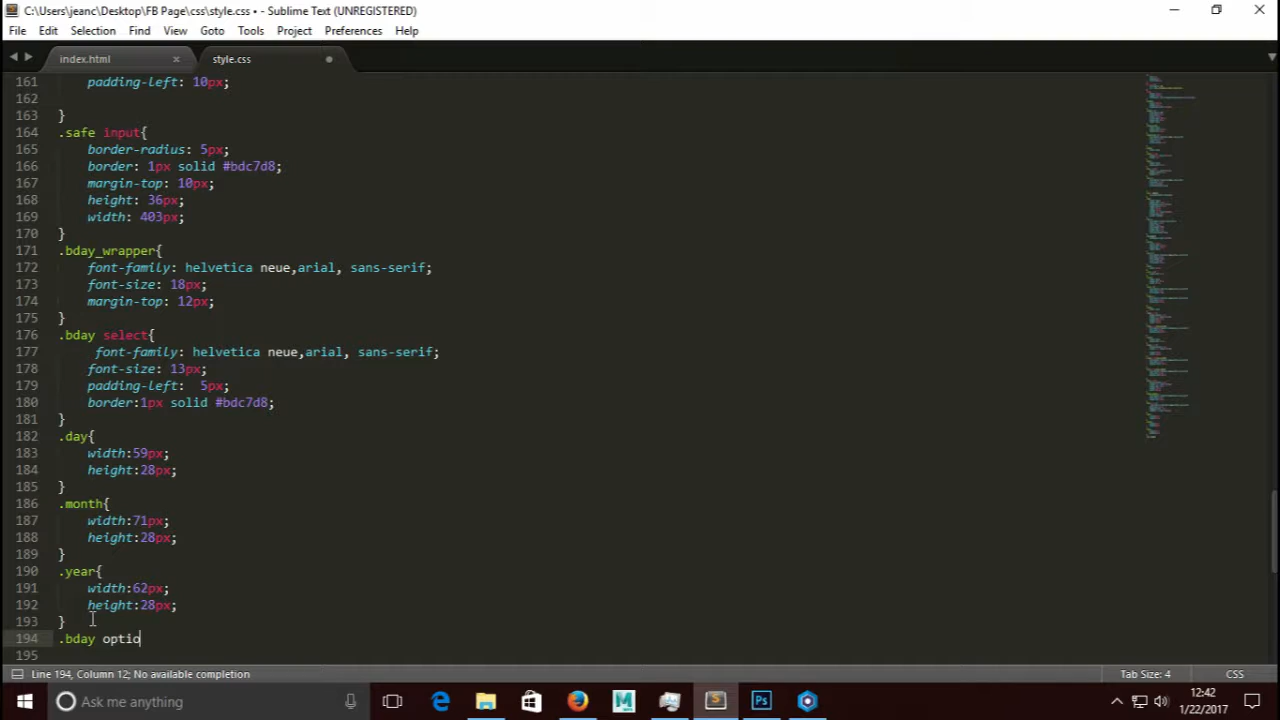 C:\Users\jeanc\Desktop\FB Page\css\style.css • - Sublime Text (UNREGISTERED)
File Edit Selection Find View Goto Tools Project Preferences Help
index.html × style.css
161 padding-left: 10px;
162
163 }
164 .safe input{
165 border-radius: 5px;
166 border: 1px solid #bdc7d8;
167 margin-top: 10px;
168 height: 36px;
169 width: 403px;
170 }
171 .bday_wrapper{
172 font-family: helvetica neue,arial, sans-serif;
173 font-size: 18px;
174 margin-top: 12px;
175 }
176 .bday select{
177 font-family: helvetica neue,arial, sans-serif;
178 font-size: 13px;
179 padding-left:  5px;
180 border:1px solid #bdc7d8;
181 }
182 .day{
183 width:59px;
184 height:28px;
185 }
186 .month{
187 width:71px;
188 height:28px;
189 }
190 .year{
191 width:62px;
192 height:28px;
193 }
194 .bday optio
195
Line 194, Column 12; No available completion Tab Size: 4 CSS
Ask me anything
12:42
1/22/2017